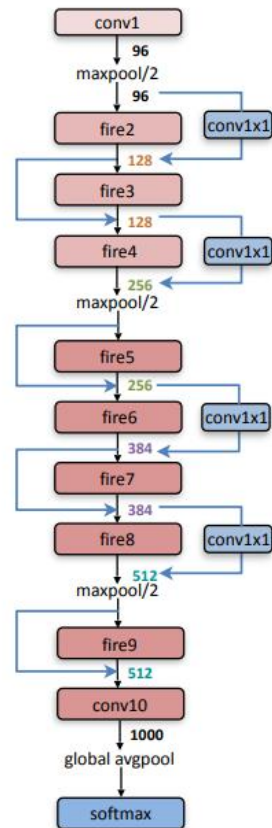 conv1
96
maxpool/2
96
fire2
conv1x1
128
fire3
128
fire4
conv1x1
256
maxpool/2
fire5
256
fire6
conv1x1
384
fire7
384
fire8
conv1x1
512
maxpool/2
fire9
512
conv10
1000
global avgpool
softmax